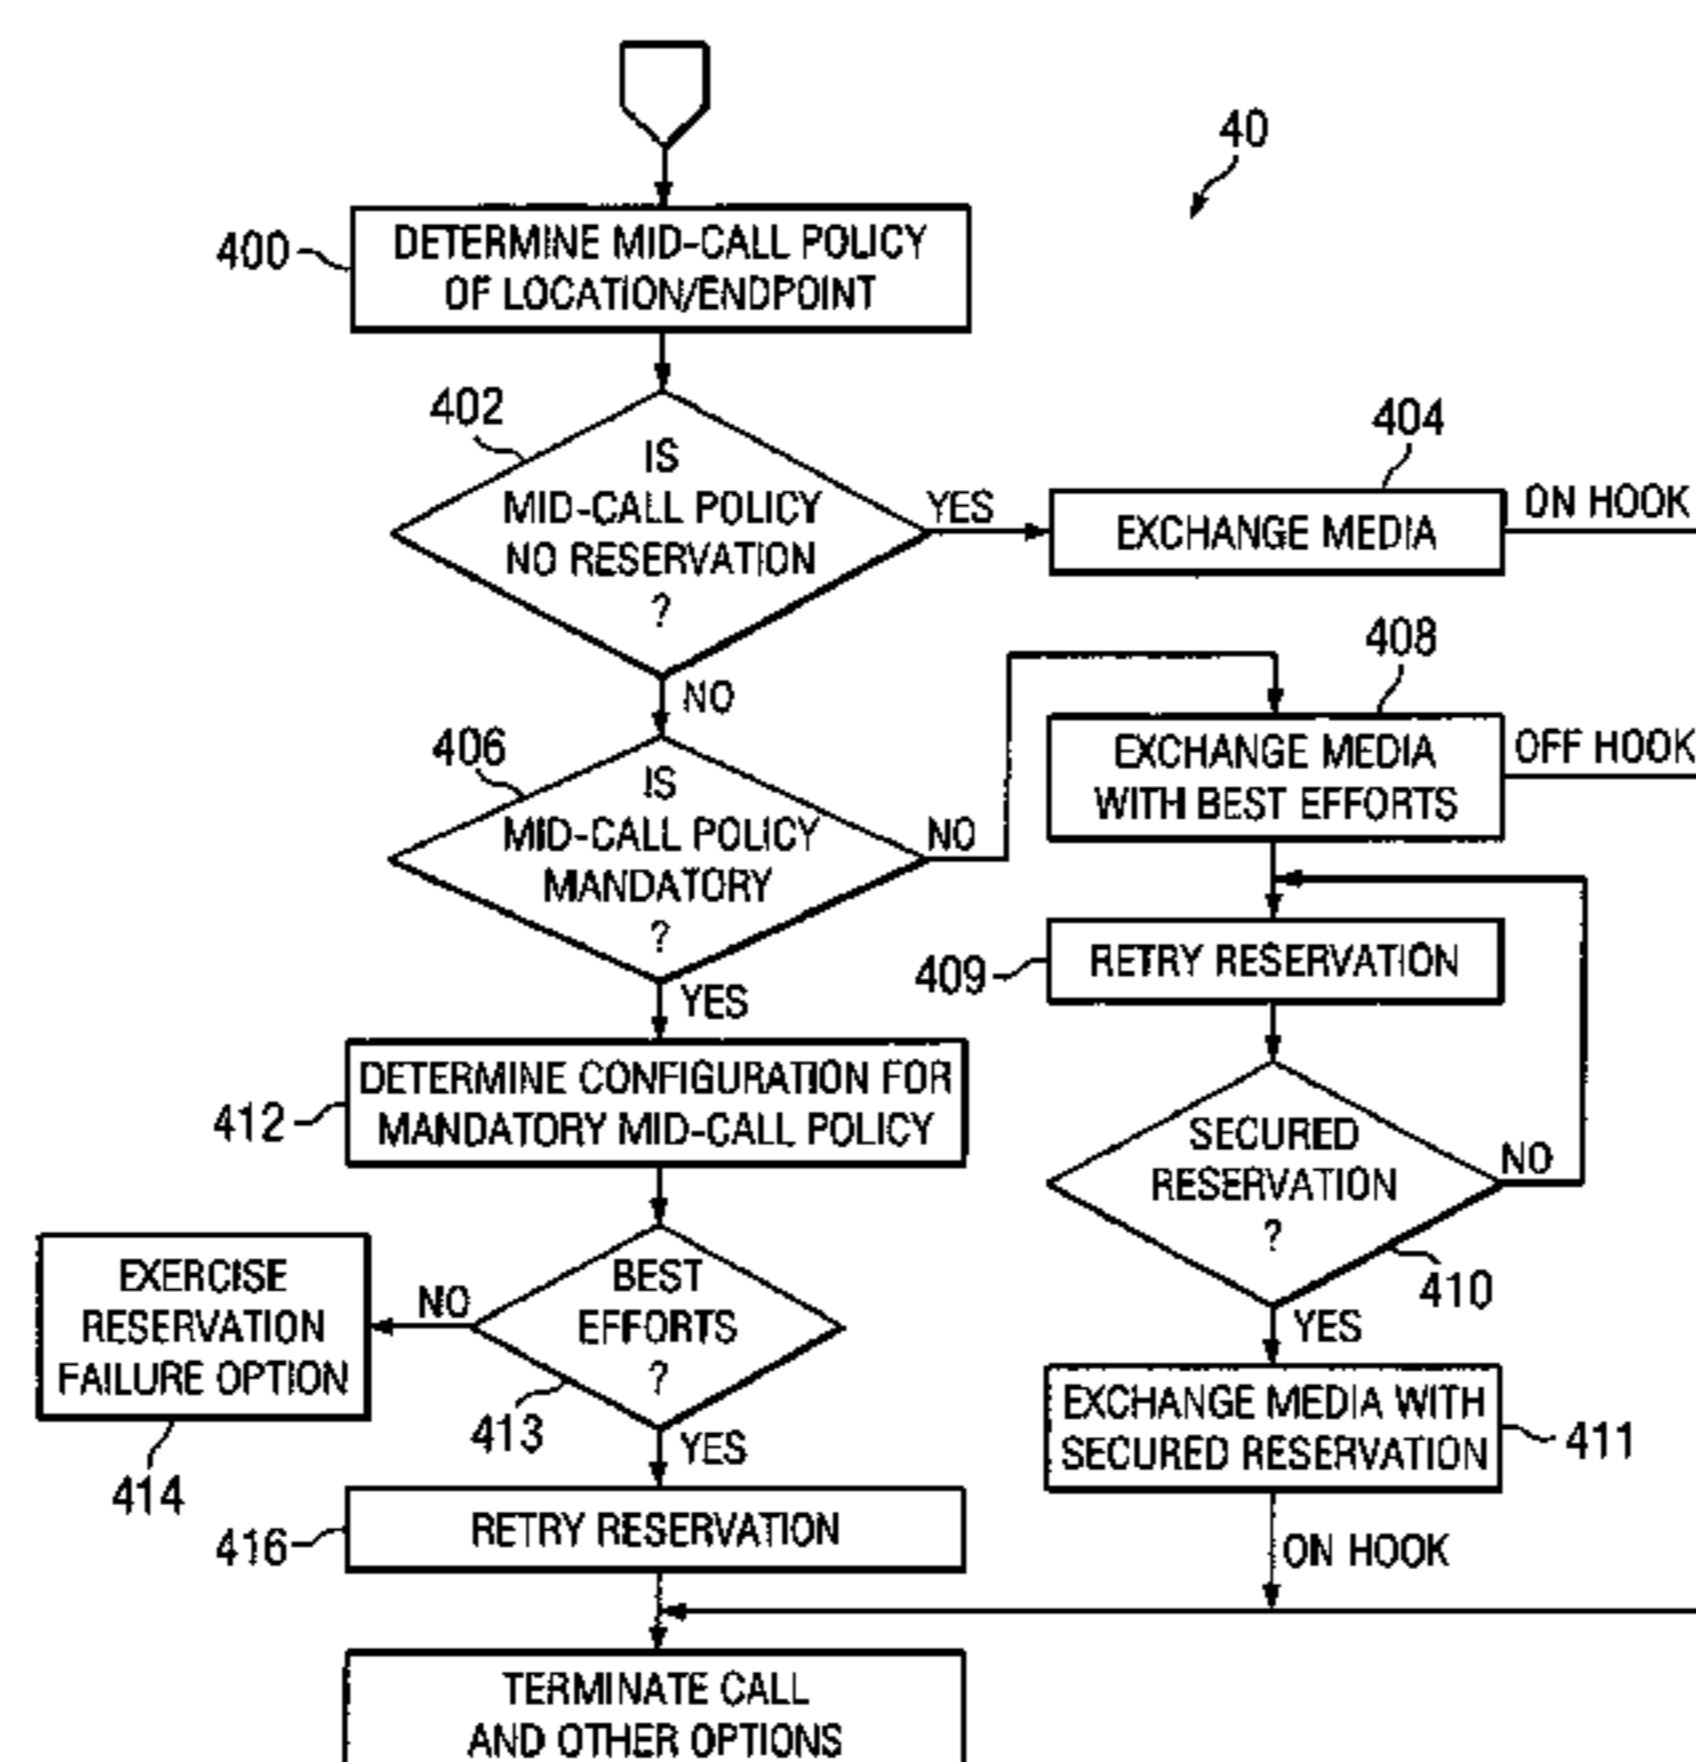 40
400
DETERMINE MID-CALL POLICY
OF LOCATION/ENDPOINT
402
IS
MID-CALL POLICY
NO RESERVATION
?
YES
404
EXCHANGE MEDIA
ON HOOK
NO
406
IS
MID-CALL POLICY
MANDATORY
?
NO
408
EXCHANGE MEDIA
WITH BEST EFFORTS
OFF HOOK
409
RETRY RESERVATION
YES
412
DETERMINE CONFIGURATION FOR
MANDATORY MID-CALL POLICY
SECURED
RESERVATION
?
NO
410
YES
EXERCISE
RESERVATION
FAILURE OPTION
414
NO
BEST
EFFORTS
?
413
YES
EXCHANGE MEDIA WITH
SECURED RESERVATION
411
416
RETRY RESERVATION
ON HOOK
TERMINATE CALL
AND OTHER OPTIONS